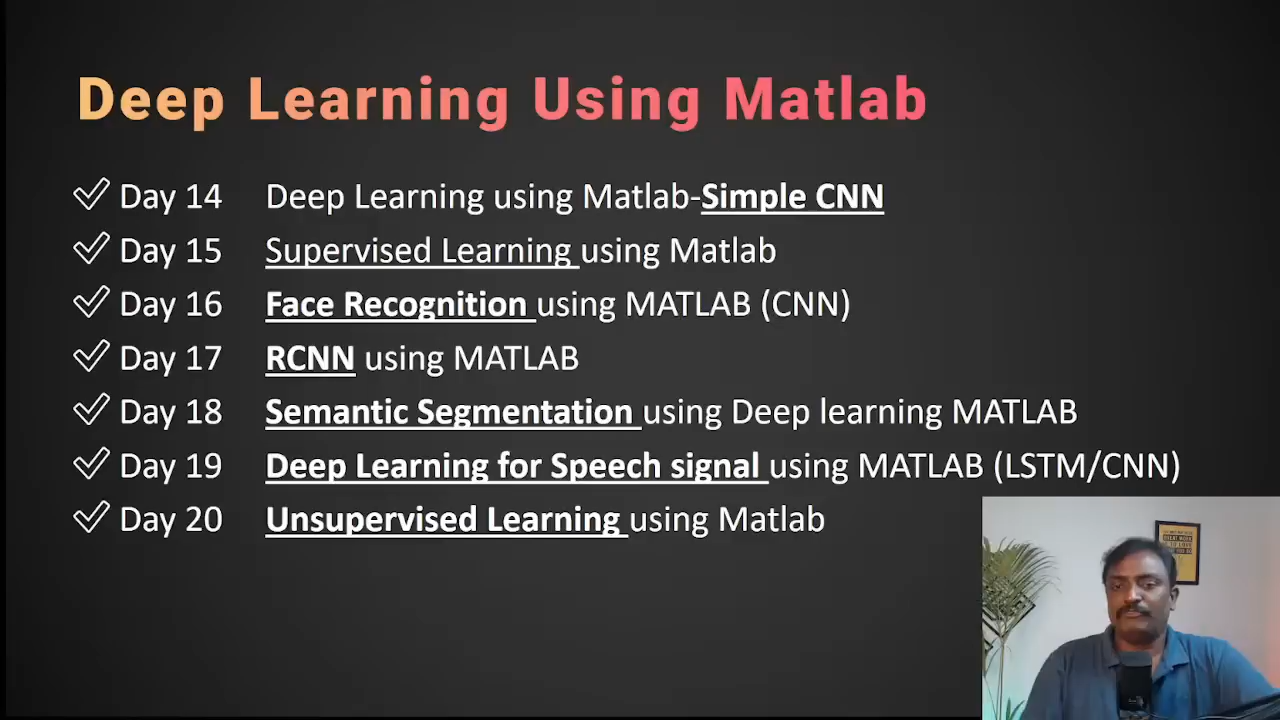 Deep Learning Using Matlab
Day 14 Deep Learning using Matlab-Simple CNN
Day 15 Supervised Learning using Matlab
Day 16 Face Recognition using MATLAB (CNN)
Day 17 RCNN using MATLAB
Day 18 Semantic Segmentation using Deep learning MATLAB
Day 19 Deep Learning for Speech signal using MATLAB (LSTM/CNN)
Day 20 Unsupervised Learning using Matlab